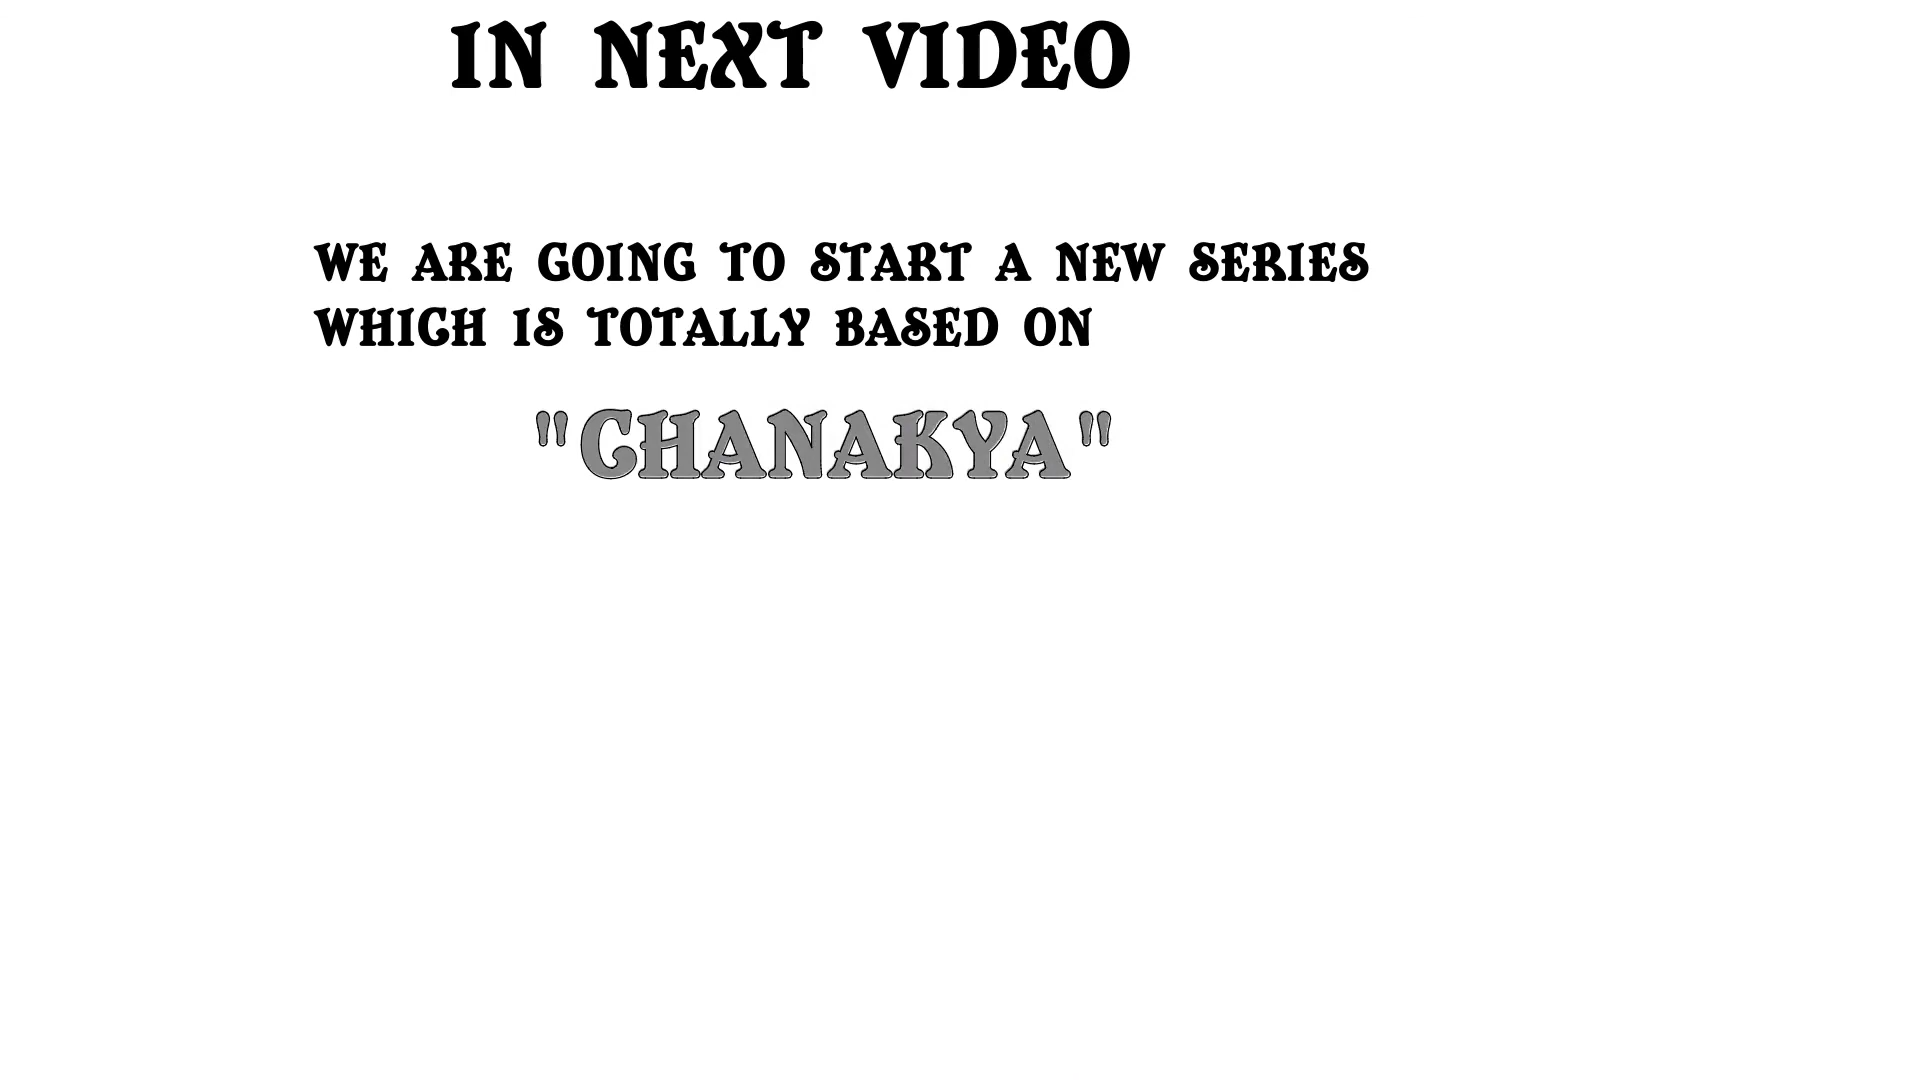 IN NEXT VIDEO
WE ARE GOING TO START A NEW SERIES
WHICH IS TOTALLY BASED ON
"CHANAKYA"